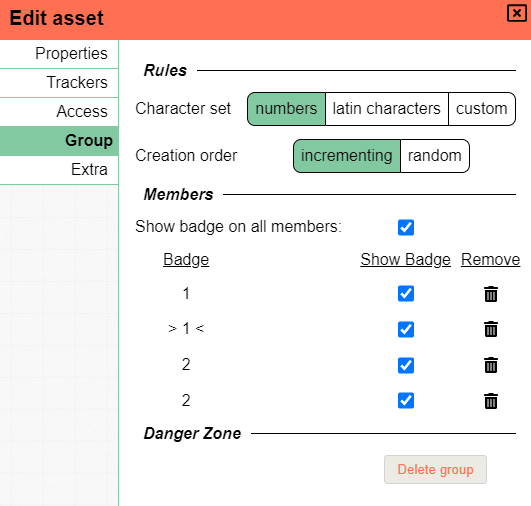 Edit asset
Properties
Trackers
Access
Group
Extra
Rules
Character set numbers latin characters custom
Creation order incrementing random
Members
Show badge on all members:
Badge Show Badge Remove
1
> 1 <
2
2
Danger Zone
Delete group